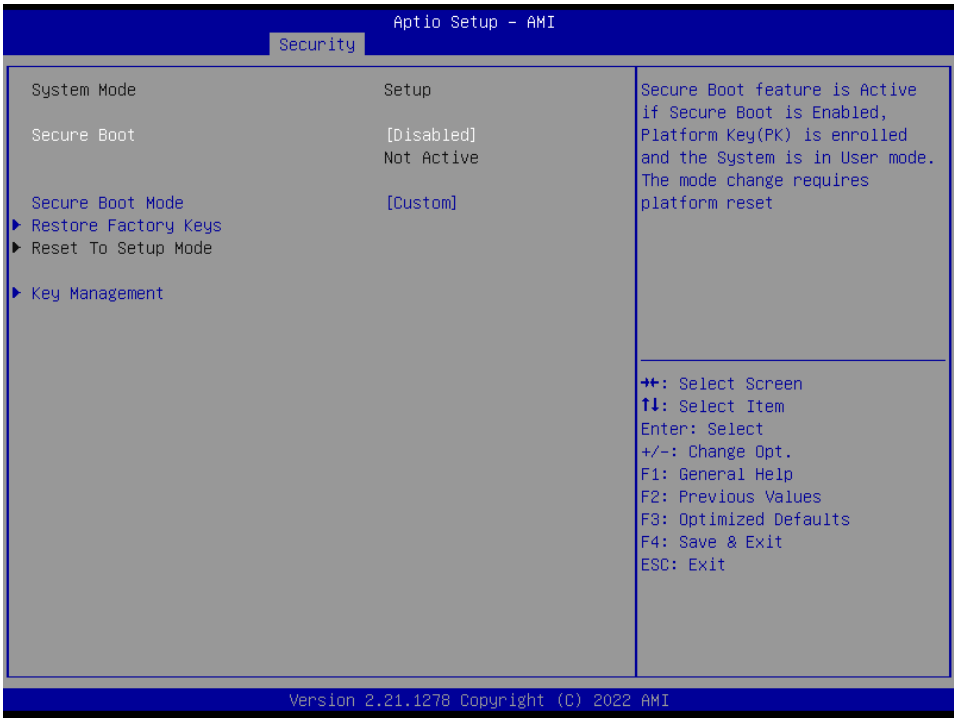 Aptio Setup – AMI
Security
System Mode Setup
Secure Boot [Disabled]
Not Active
Secure Boot Mode [Custom]
Restore Factory Keys
Reset To Setup Mode
Key Management
Secure Boot feature is Active
if Secure Boot is Enabled,
Platform Key(PK) is enrolled
and the System is in User mode.
The mode change requires
platform reset
→←: Select Screen
↑↓: Select Item
Enter: Select
+/-: Change Opt.
F1: General Help
F2: Previous Values
F3: Optimized Defaults
F4: Save & Exit
ESC: Exit
Version 2.21.1278 Copyright (C) 2022 AMI